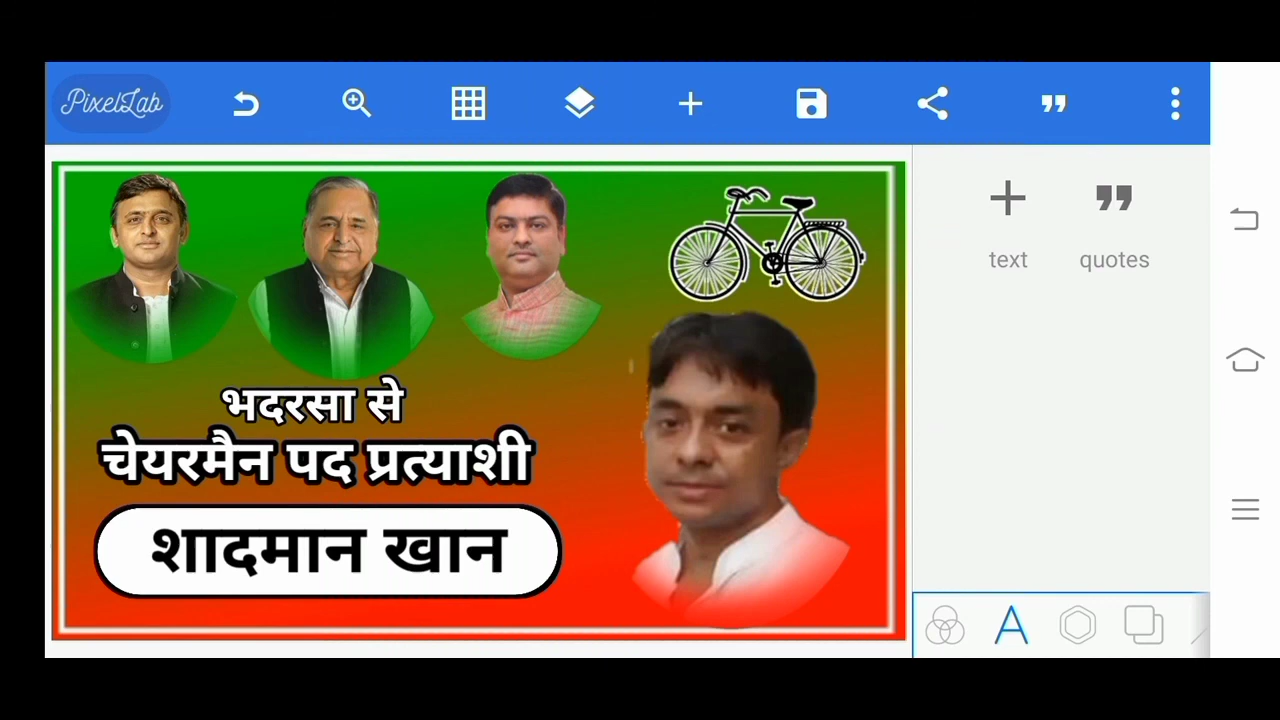 PixelLab
text
quotes
भदरसा से
चेयरमैन पद प्रत्याशी
शादमान खान